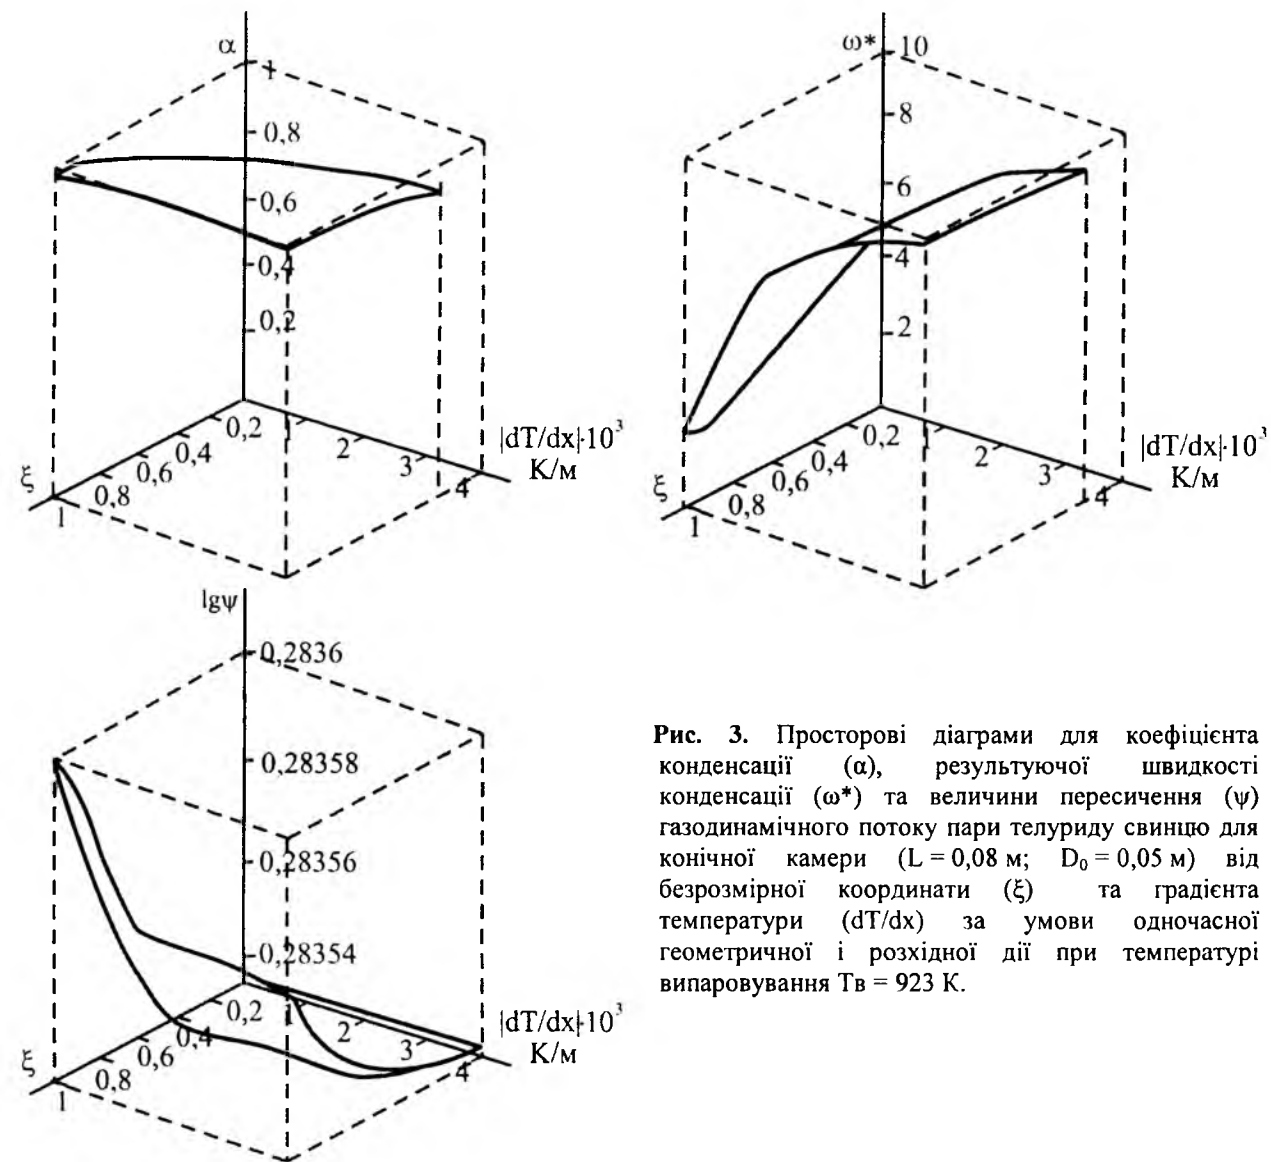 α
1
0,8
0,6
0,4
0,2
0,2
0,4
0,6
0,8
1
ξ
1
2
3
4
|dT/dx|·10³
К/м
ω*
10
8
6
4
2
0,2
0,4
0,6
0,8
1
ξ
1
2
3
4
|dT/dx|·10³
К/м
lgψ
0,2836
0,28358
0,28356
0,28354
0,2
0,4
0,6
0,8
1
ξ
1
2
3
4
|dT/dx|·10³
К/м
Рис. 3. Просторові діаграми для коефіцієнта
конденсації (α), результуючої швидкості
конденсації (ω*) та величини пересичення (ψ)
газодинамічного потоку пари телуриду свинцю для
конічної камери (L = 0,08 м; D₀ = 0,05 м) від
безрозмірної координати (ξ) та градієнта
температури (dT/dx) за умови одночасної
геометричної і розхідної дії при температурі
випаровування Тв = 923 К.